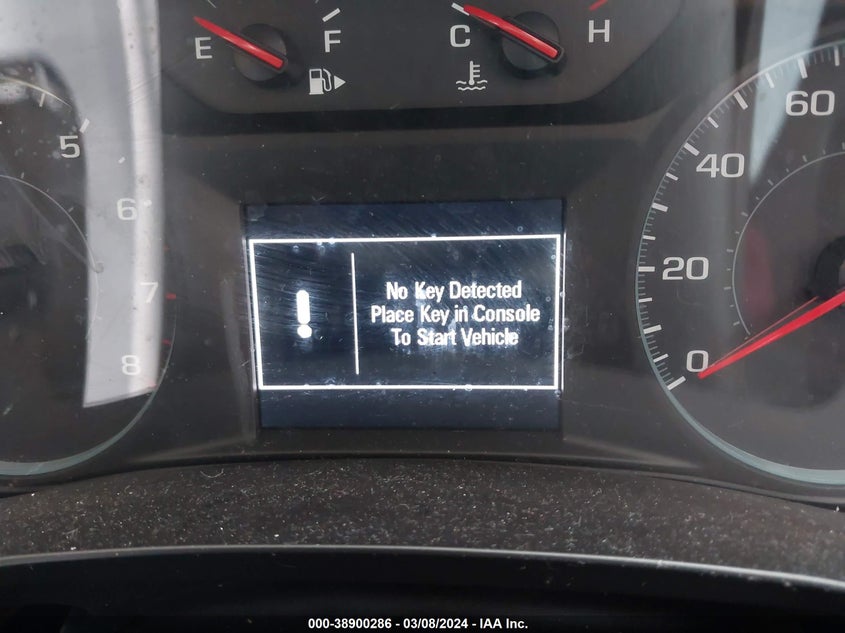 E F C H
5
6
7
8
60
40
20
0
No Key Detected
Place Key in Console
To Start Vehicle
000-38900286 - 03/08/2024 - IAA Inc.